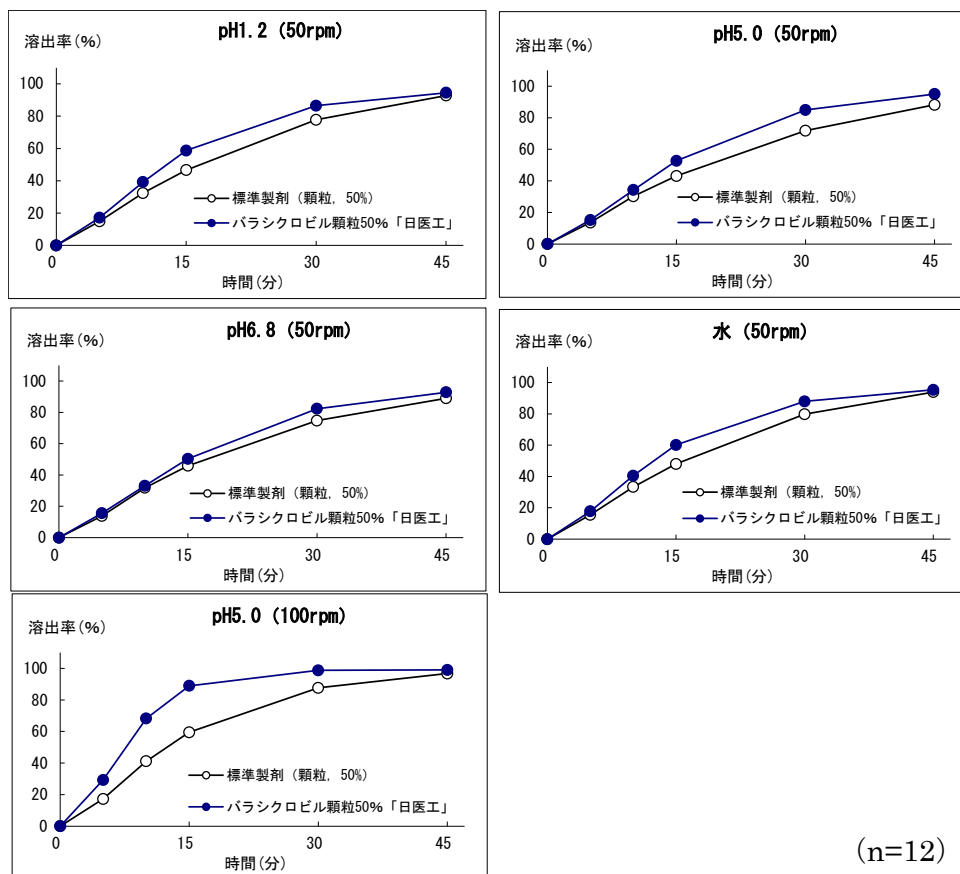 pH1.2 (50rpm)
溶出率(%)
100
80
60
40
20
0
0 15 30 45
時間(分)
標準製剤 (顆粒, 50%)
バラシクロビル顆粒50%「日医工」
pH5.0 (50rpm)
溶出率(%)
100
80
60
40
20
0
0 15 30 45
時間(分)
標準製剤 (顆粒, 50%)
バラシクロビル顆粒50%「日医工」
pH6.8 (50rpm)
溶出率(%)
100
80
60
40
20
0
0 15 30 45
時間(分)
標準製剤 (顆粒, 50%)
バラシクロビル顆粒50%「日医工」
水 (50rpm)
溶出率(%)
100
80
60
40
20
0
0 15 30 45
時間(分)
標準製剤 (顆粒, 50%)
バラシクロビル顆粒50%「日医工」
pH5.0 (100rpm)
溶出率(%)
100
80
60
40
20
0
0 15 30 45
時間(分)
標準製剤 (顆粒, 50%)
バラシクロビル顆粒50%「日医工」
(n=12)